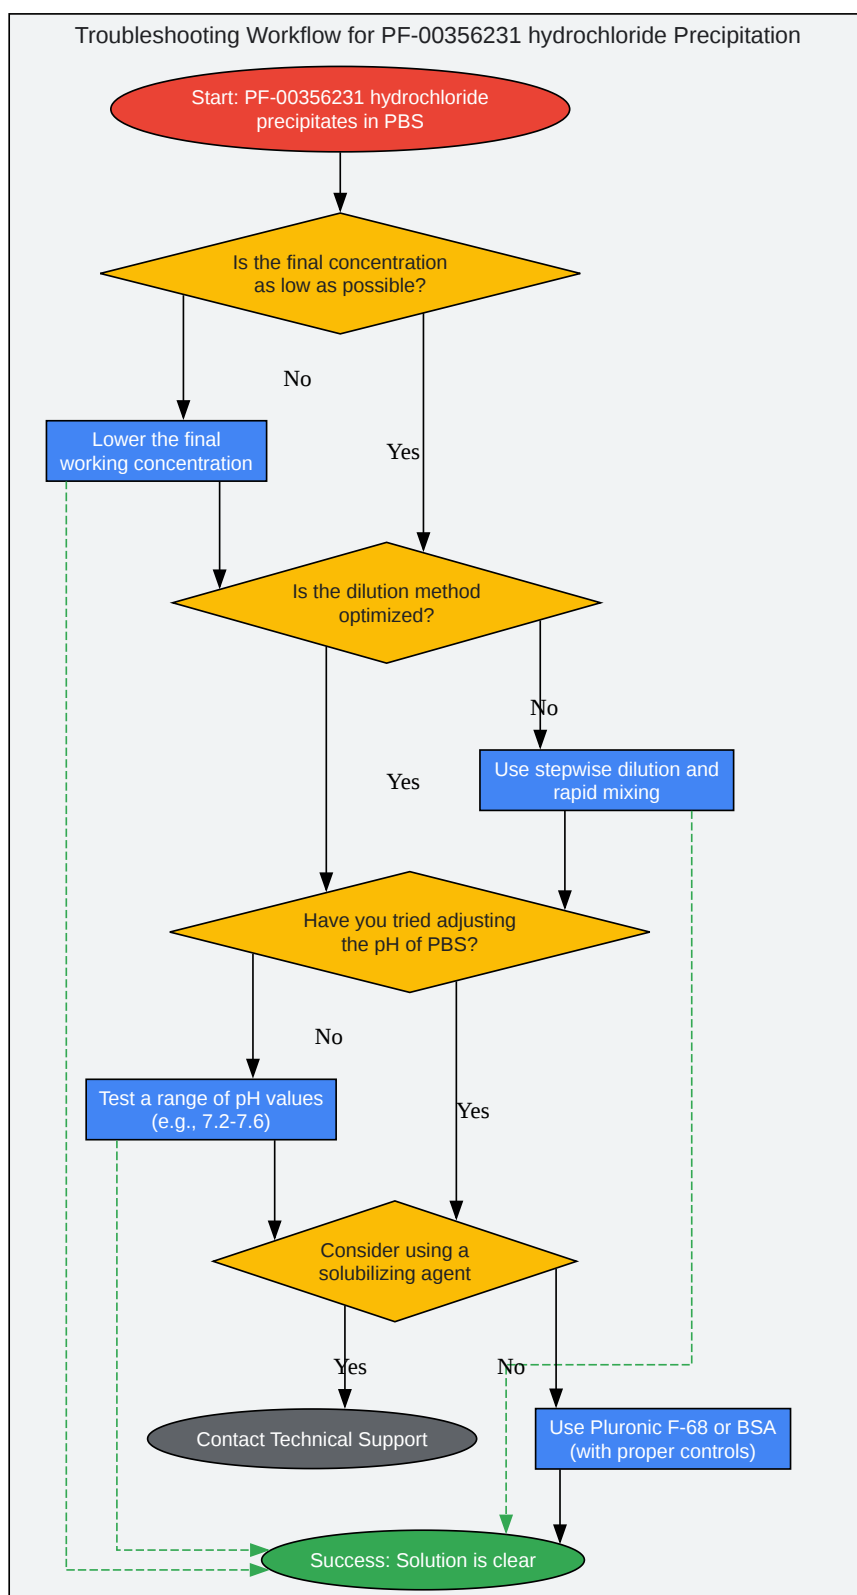 Troubleshooting Workflow for PF-00356231 hydrochloride Precipitation
Start: PF-00356231 hydrochloride
precipitates in PBS
Is the final concentration
as low as possible?
No
Lower the final
working concentration
Yes
Is the dilution method
optimized?
No
Yes
Use stepwise dilution and
rapid mixing
Have you tried adjusting
the pH of PBS?
No
Test a range of pH values
(e.g., 7.2-7.6)
Yes
Consider using a
solubilizing agent
Yes
No
Contact Technical Support
Use Pluronic F-68 or BSA
(with proper controls)
Success: Solution is clear